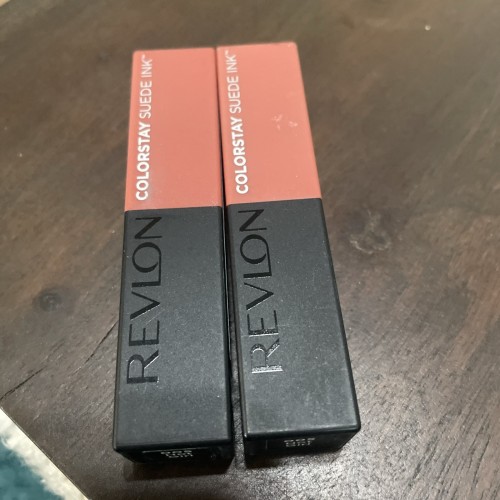 COLORSTAY SUEDE INK™
REVLON
COLORSTAY SUEDE INK™
REVLON